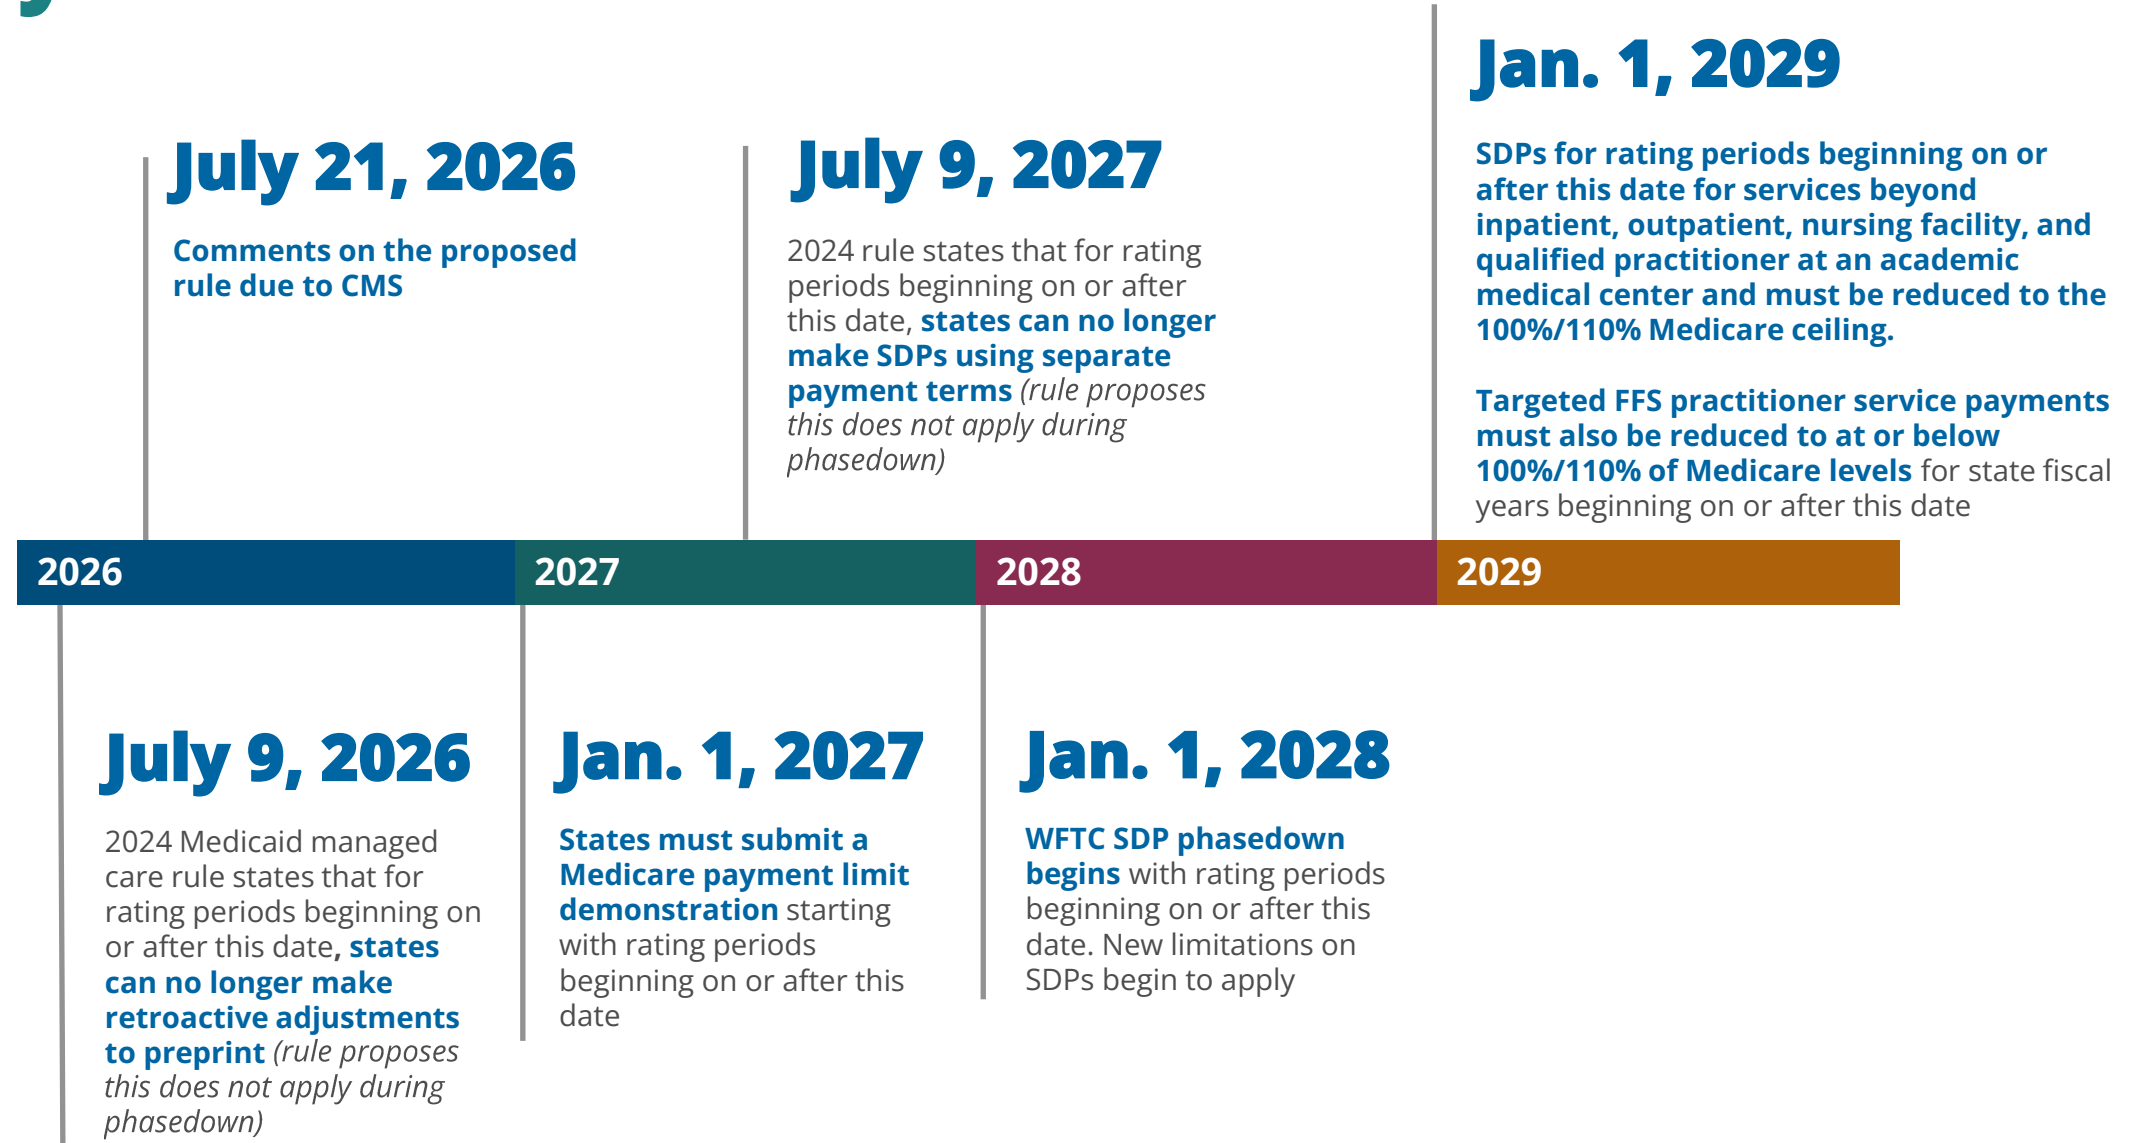 July 21, 2026
Comments on the proposed
rule due to CMS
July 9, 2027
2024 rule states that for rating
periods beginning on or after
this date, states can no longer
make SDPs using separate
payment terms (rule proposes
this does not apply during
phasedown)
Jan. 1, 2029
SDPs for rating periods beginning on or
after this date for services beyond
inpatient, outpatient, nursing facility, and
qualified practitioner at an academic
medical center and must be reduced to the
100%/110% Medicare ceiling.
Targeted FFS practitioner service payments
must also be reduced to at or below
100%/110% of Medicare levels for state fiscal
years beginning on or after this date
2026
2027
2028
2029
July 9, 2026
2024 Medicaid managed
care rule states that for
rating periods beginning on
or after this date, states
can no longer make
retroactive adjustments
to preprint (rule proposes
this does not apply during
phasedown)
Jan. 1, 2027
States must submit a
Medicare payment limit
demonstration starting
with rating periods
beginning on or after this
date
Jan. 1, 2028
WFTC SDP phasedown
begins with rating periods
beginning on or after this
date. New limitations on
SDPs begin to apply